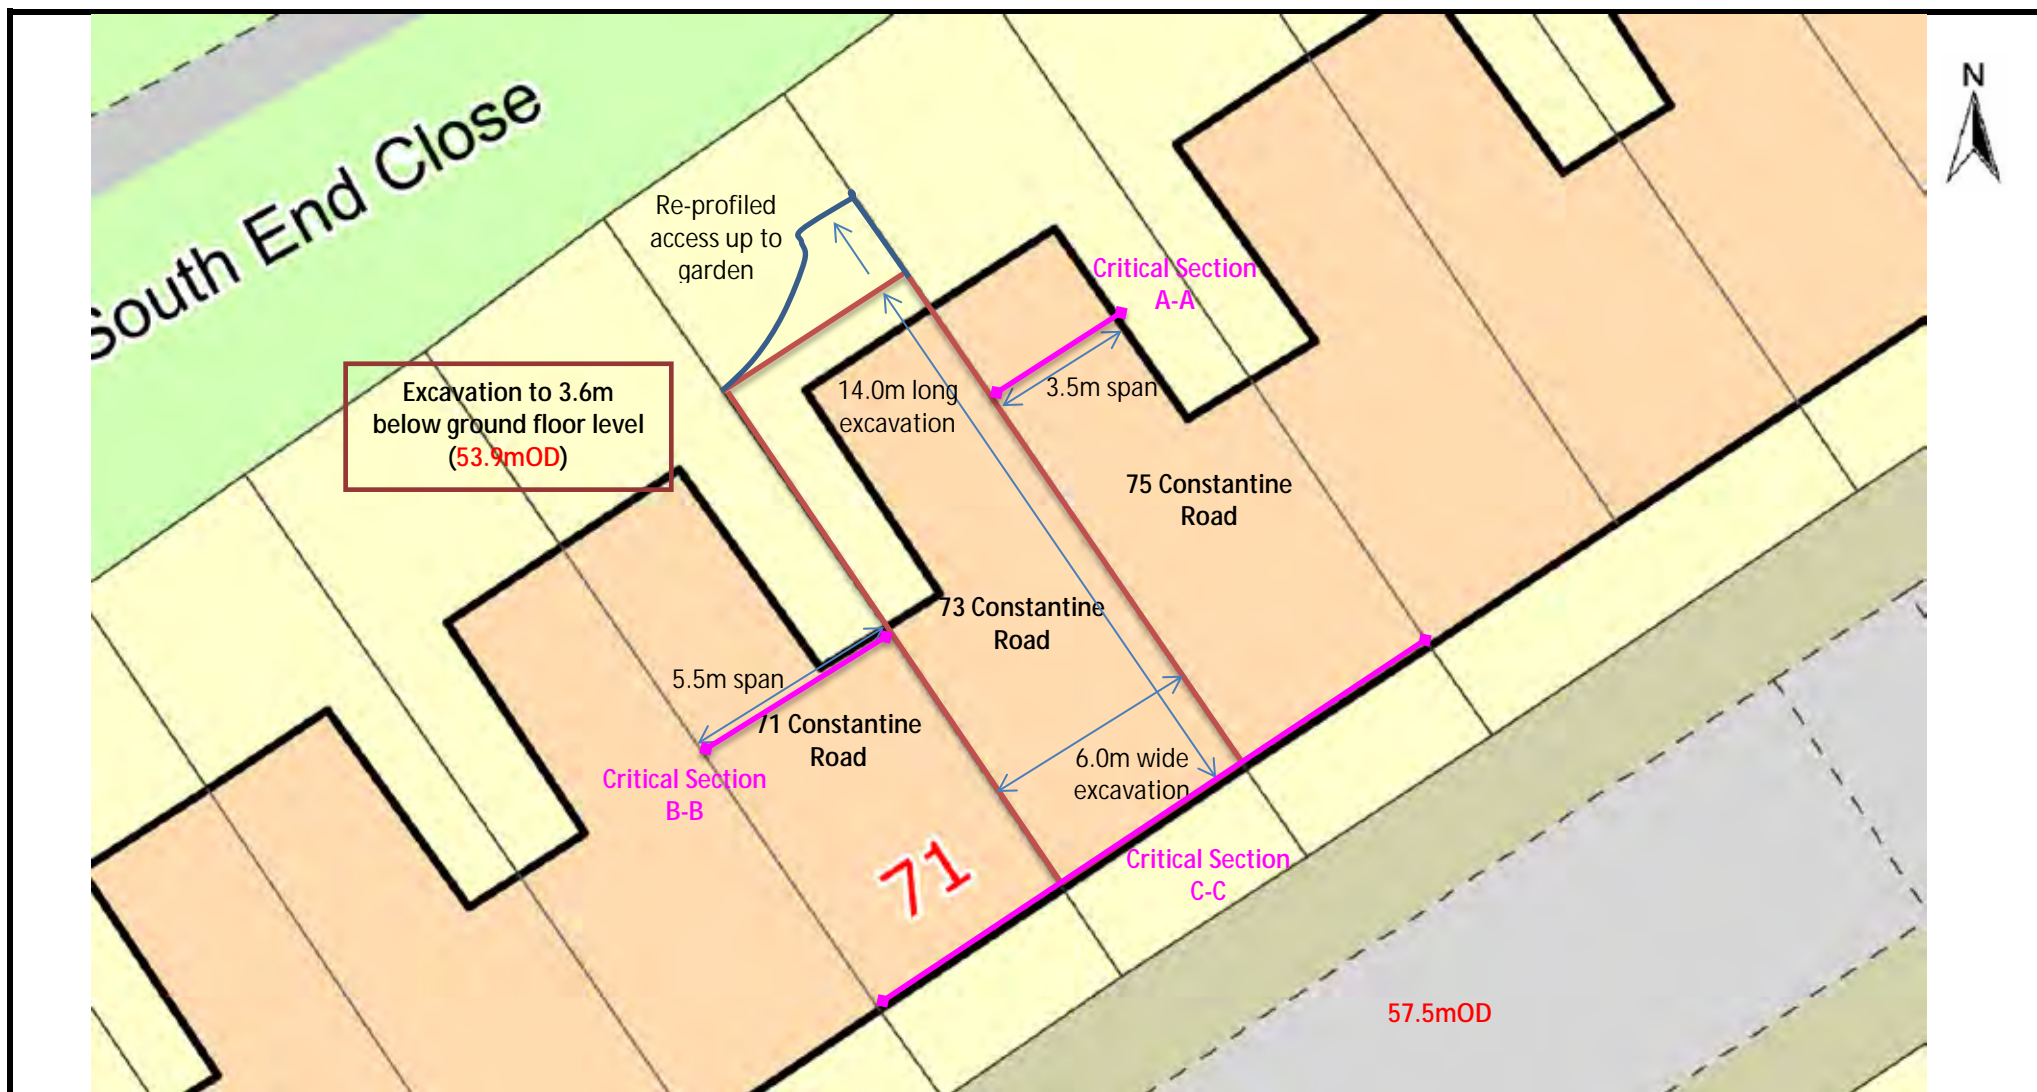 N
South End Close
Re-profiled
access up to
garden
Critical Section
A-A
Excavation to 3.6m
below ground floor level
(53.9mOD)
14.0m long
excavation
3.5m span
75 Constantine
Road
73 Constantine
Road
5.5m span
71 Constantine
Road
Critical Section
B-B
6.0m wide
excavation
71
Critical Section
C-C
57.5mOD